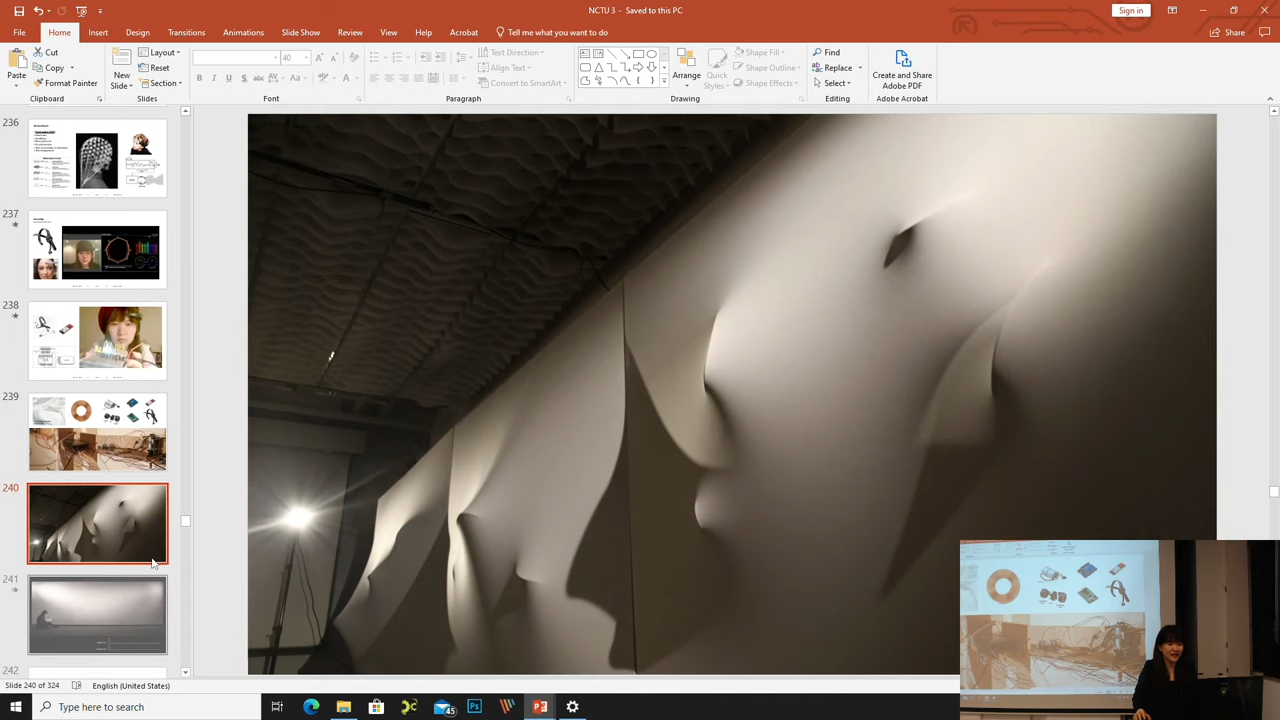 NCTU 3 - Saved to this PC
Sign in
File Home Insert Draw Design Transitions Animations Slide Show Review View Help Acrobat Tell me what you want to do
Share
Paste
Cut
Copy
Format Painter
Clipboard
New
Slide
Layout
Reset
Section
Slides
40
Font
Text Direction
Align Text
Convert to SmartArt
Paragraph
Arrange
Quick
Styles
Shape Fill
Shape Outline
Shape Effects
Drawing
Find
Replace
Select
Editing
Create and Share
Adobe PDF
Adobe Acrobat
236
237
238
239
240
241
242
Slide 240 of 324
English (United States)
Type here to search